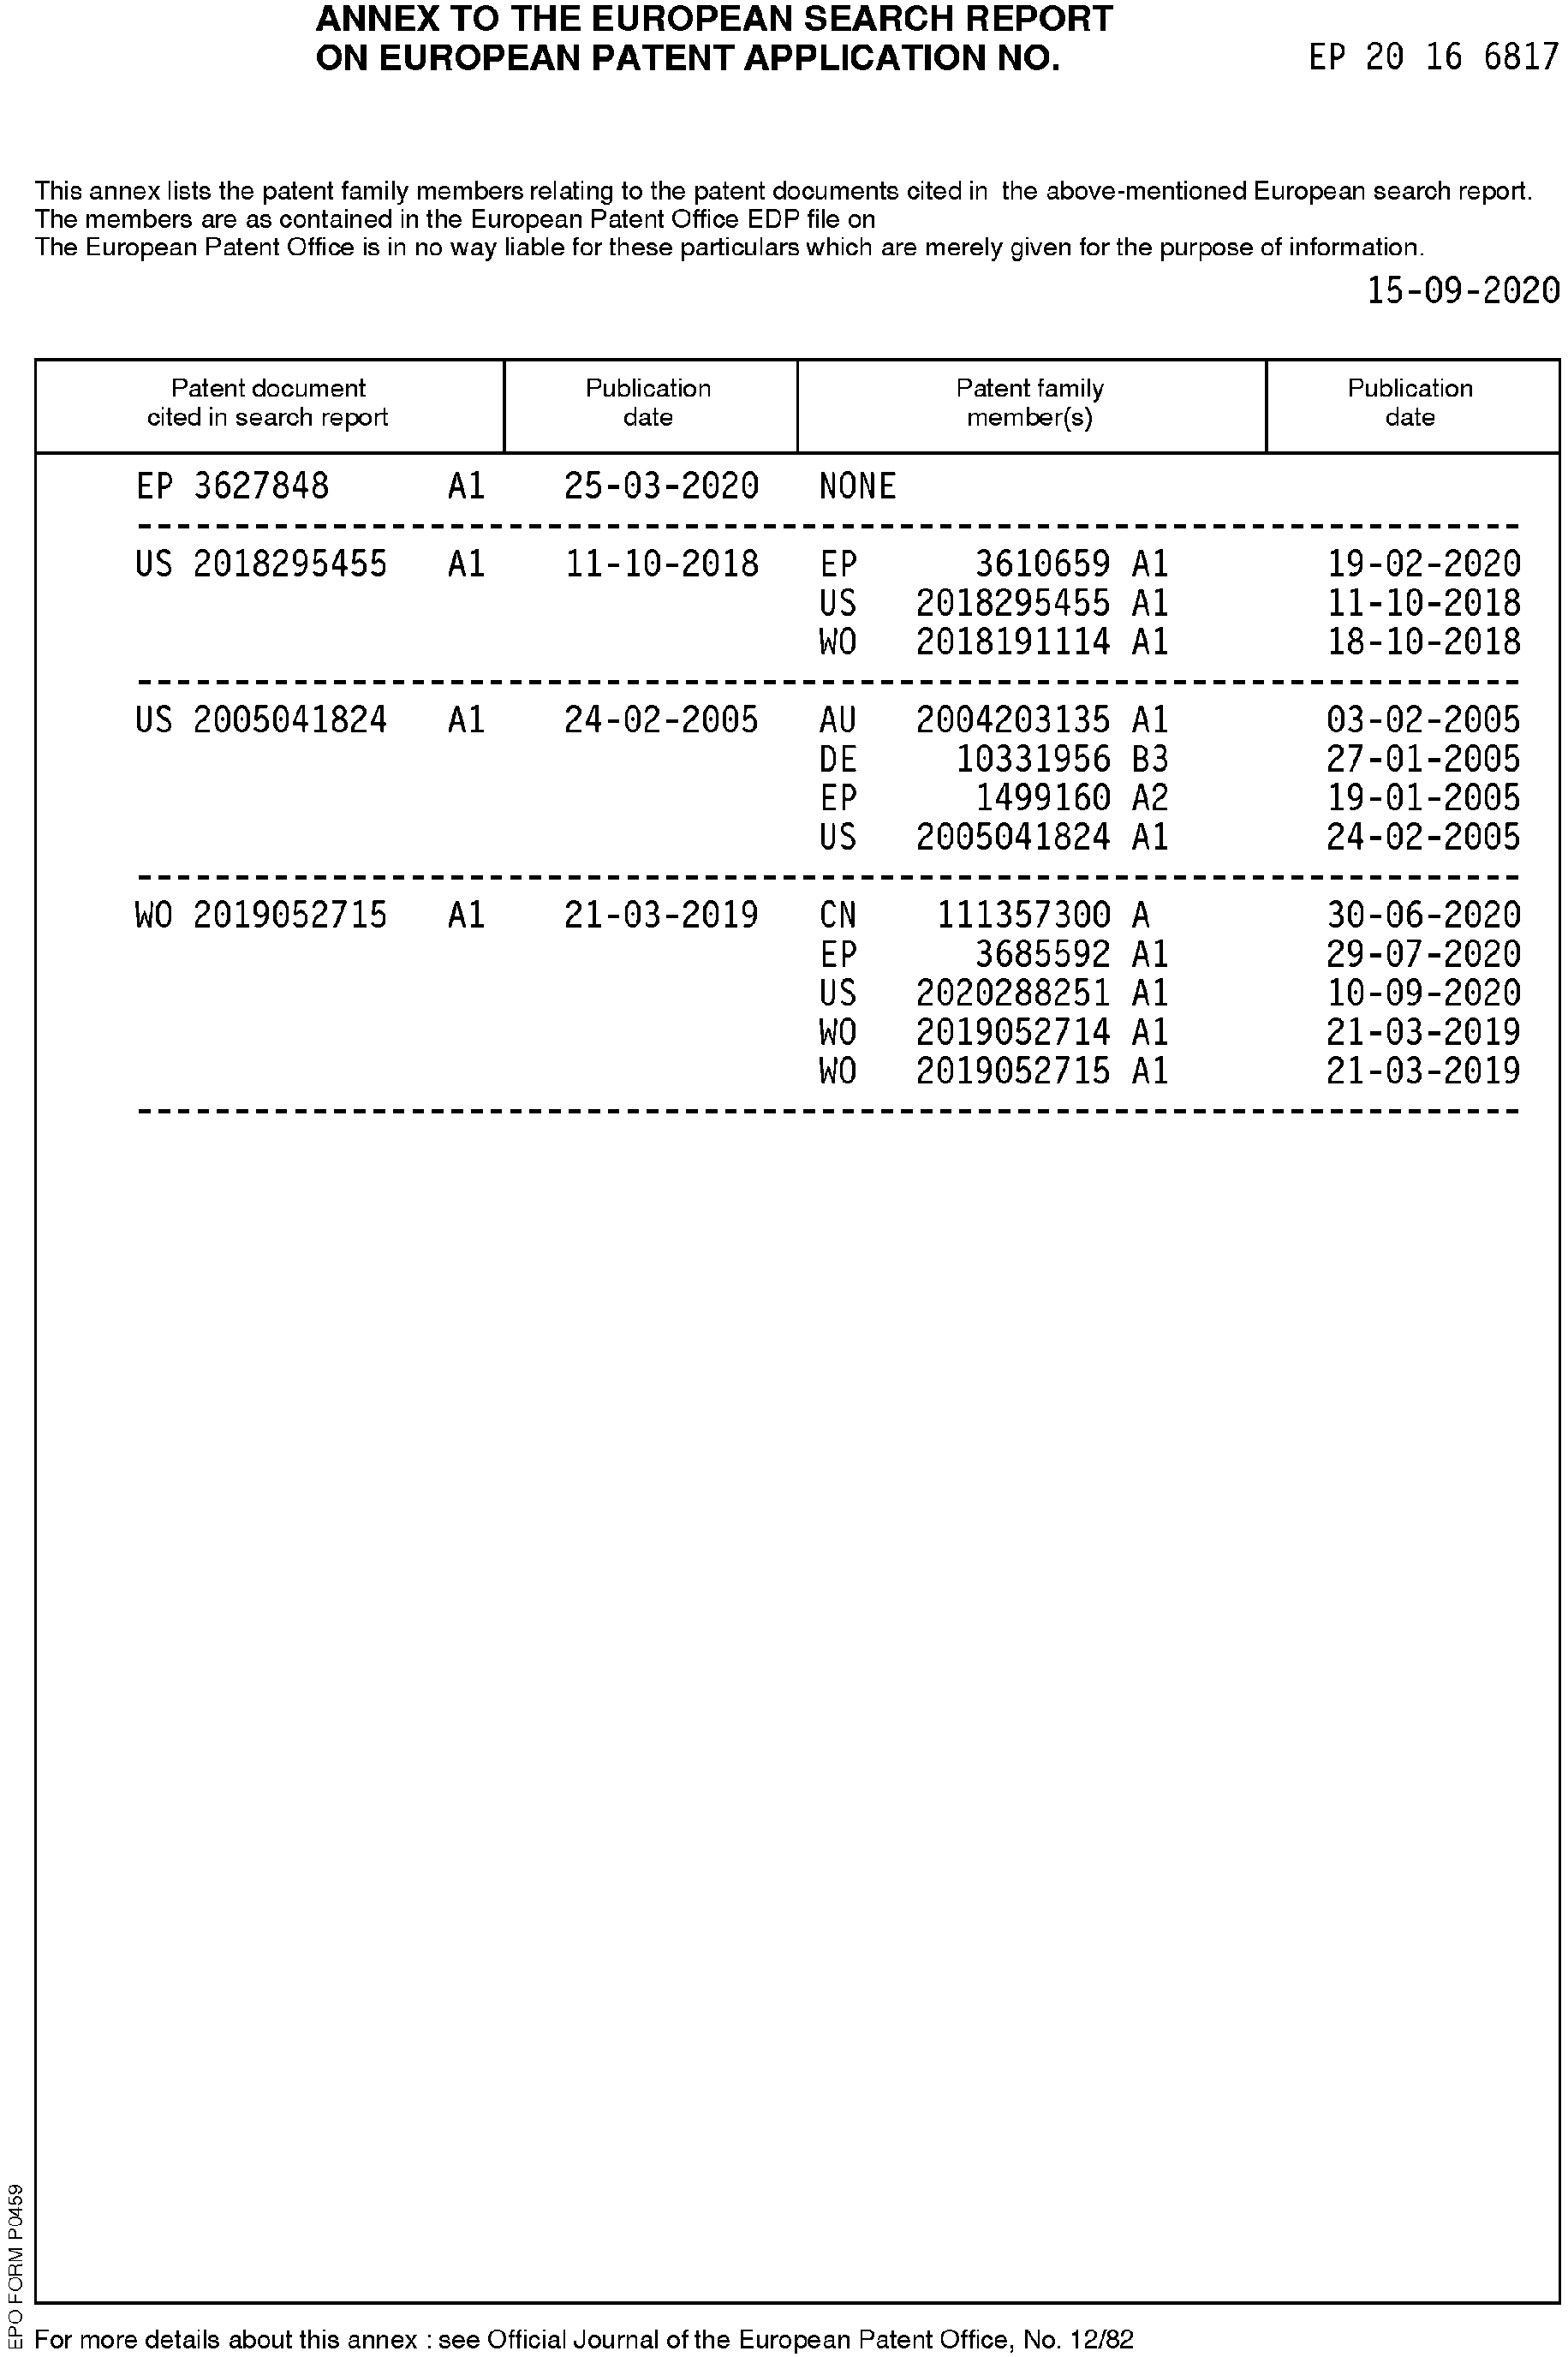 ANNEX TO THE EUROPEAN SEARCH REPORT
ON EUROPEAN PATENT APPLICATION NO. EP 20 16 6817
This annex lists the patent family members relating to the patent documents cited in the above-mentioned European search report.
The members are as contained in the European Patent Office EDP file on
The European Patent Office is in no way liable for these particulars which are merely given for the purpose of information.
15-09-2020
Patent document Publication Patent family Publication
cited in search report date member(s) date
EP 3627848 A1 25-03-2020 NONE
US 2018295455 A1 11-10-2018 EP 3610659 A1 19-02-2020
US 2018295455 A1 11-10-2018
WO 2018191114 A1 18-10-2018
US 2005041824 A1 24-02-2005 AU 2004203135 A1 03-02-2005
DE 10331956 B3 27-01-2005
EP 1499160 A2 19-01-2005
US 2005041824 A1 24-02-2005
WO 2019052715 A1 21-03-2019 CN 111357300 A 30-06-2020
EP 3685592 A1 29-07-2020
US 2020288251 A1 10-09-2020
WO 2019052714 A1 21-03-2019
WO 2019052715 A1 21-03-2019
EPO FORM P0459
For more details about this annex : see Official Journal of the European Patent Office, No. 12/82